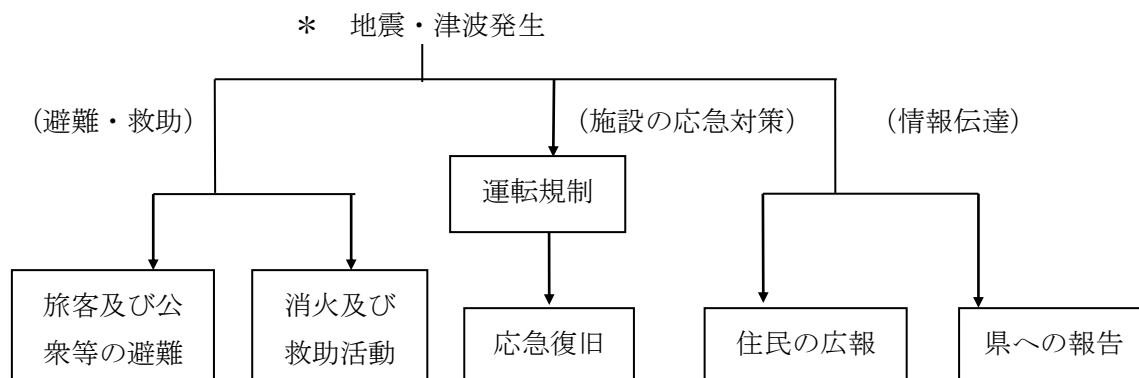 ＊　地震・津波発生
（避難・救助）
（施設の応急対策）
（情報伝達）
運転規制
旅客及び公
衆等の避難
消火及び
救助活動
応急復旧
住民の広報
県への報告